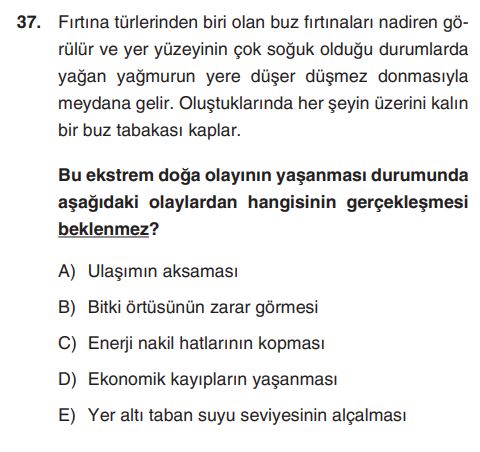 37. Fırtına türlerinden biri olan buz fırtınaları nadiren gö-
rülür ve yer yüzeyinin çok soğuk olduğu durumlarda
yağan yağmurun yere düşer düşmez donmasıyla
meydana gelir. Oluştuklarında her şeyin üzerini kalın
bir buz tabakası kaplar.
Bu ekstrem doğa olayının yaşanması durumunda
aşağıdaki olaylardan hangisinin gerçekleşmesi
beklenmez?
A) Ulaşımın aksaması
B) Bitki örtüsünün zarar görmesi
C) Enerji nakil hatlarının kopması
D) Ekonomik kayıpların yaşanması
E) Yer altı taban suyu seviyesinin alçalması